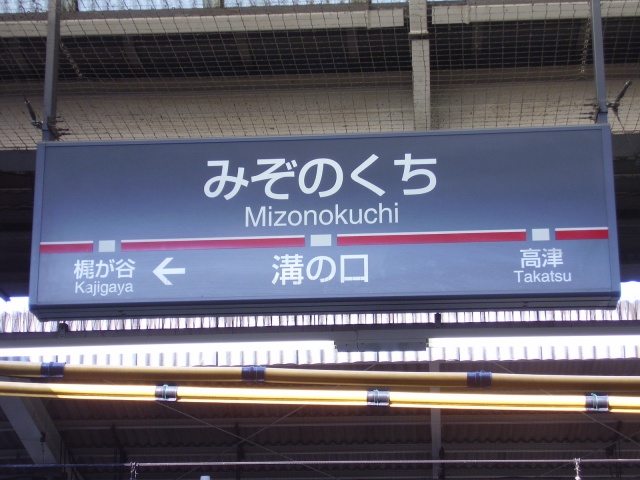 みぞのくち
Mizonokuchi
梶が谷
Kajigaya
←
溝の口
高津
Takatsu